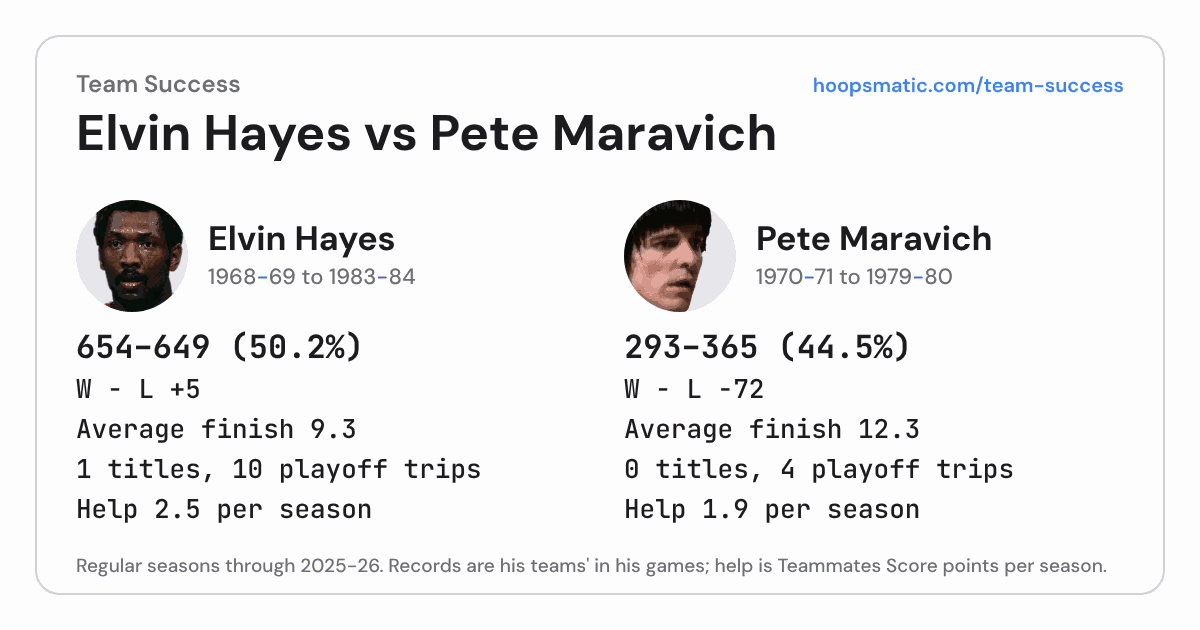 Team Success
hoopsmatic.com/team-success
Elvin Hayes vs Pete Maravich
Elvin Hayes
1968–69 to 1983–84
654–649 (50.2%)
W - L +5
Average finish 9.3
1 titles, 10 playoff trips
Help 2.5 per season
Pete Maravich
1970–71 to 1979–80
293–365 (44.5%)
W - L -72
Average finish 12.3
0 titles, 4 playoff trips
Help 1.9 per season
Regular seasons through 2025-26. Records are his teams' in his games; help is Teammates Score points per season.